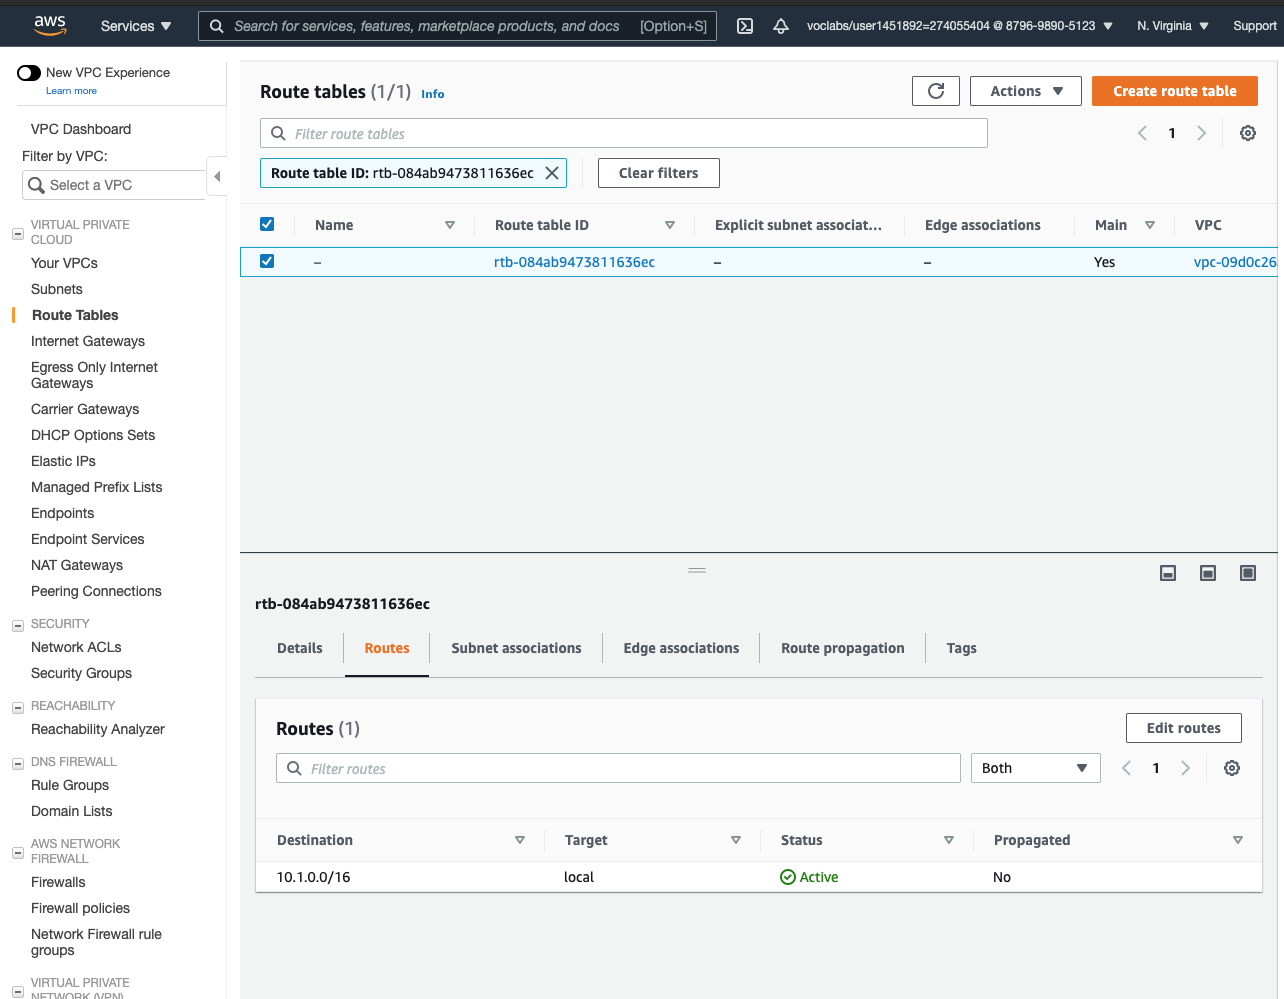 aws
Services
Search for services, features, marketplace products, and docs [Option+S]
voclabs/user1451892=274055404 @ 8796-9890-5123
N. Virginia
Support
New VPC Experience
Learn more
VPC Dashboard
Filter by VPC:
Select a VPC
VIRTUAL PRIVATE
CLOUD
Your VPCs
Subnets
Route Tables
Internet Gateways
Egress Only Internet
Gateways
Carrier Gateways
DHCP Options Sets
Elastic IPs
Managed Prefix Lists
Endpoints
Endpoint Services
NAT Gateways
Peering Connections
SECURITY
Network ACLs
Security Groups
REACHABILITY
Reachability Analyzer
DNS FIREWALL
Rule Groups
Domain Lists
AWS NETWORK
FIREWALL
Firewalls
Firewall policies
Network Firewall rule
groups
VIRTUAL PRIVATE
NETWORK (VPN)
Route tables (1/1) Info
Actions
Create route table
Filter route tables
1
Route table ID: rtb-084ab9473811636ec
Clear filters
Name Route table ID Explicit subnet associat... Edge associations Main VPC
– rtb-084ab9473811636ec – – Yes vpc-09d0c26
rtb-084ab9473811636ec
Details Routes Subnet associations Edge associations Route propagation Tags
Routes (1)
Edit routes
Filter routes
Both
1
Destination Target Status Propagated
10.1.0.0/16 local Active No